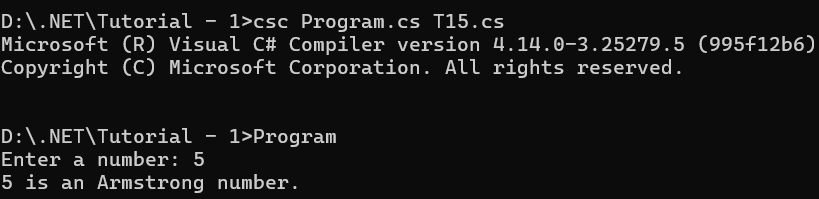 D:\.NET\Tutorial - 1>csc Program.cs T15.cs
Microsoft (R) Visual C# Compiler version 4.14.0-3.25279.5 (995f12b6)
Copyright (C) Microsoft Corporation. All rights reserved.
D:\.NET\Tutorial - 1>Program
Enter a number: 5
5 is an Armstrong number.